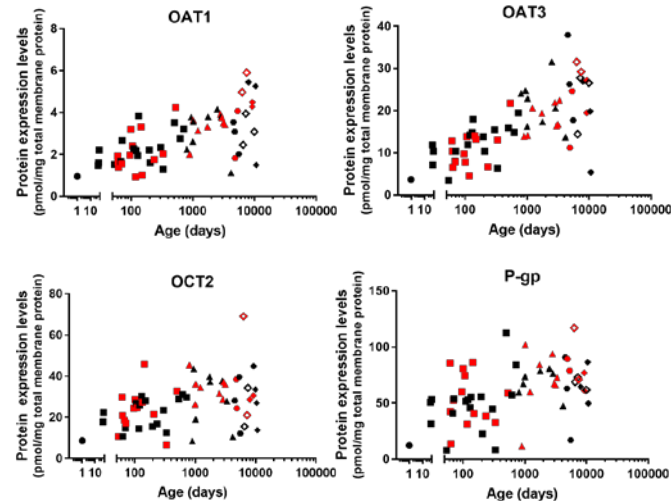 OAT1
Protein expression levels
(pmol/mg total membrane protein)
8
6
4
2
0
1 10
100
1000
10000
100000
Age (days)
OAT3
Protein expression levels
(pmol/mg total membrane protein)
40
30
20
10
0
1 10
100
1000
10000
100000
Age (days)
OCT2
Protein expression levels
(pmol/mg total membrane protein)
80
60
40
20
0
1 10
100
1000
10000
100000
Age (days)
P-gp
Protein expression levels
(pmol/mg total membrane protein)
150
100
50
0
1 10
100
1000
10000
100000
Age (days)